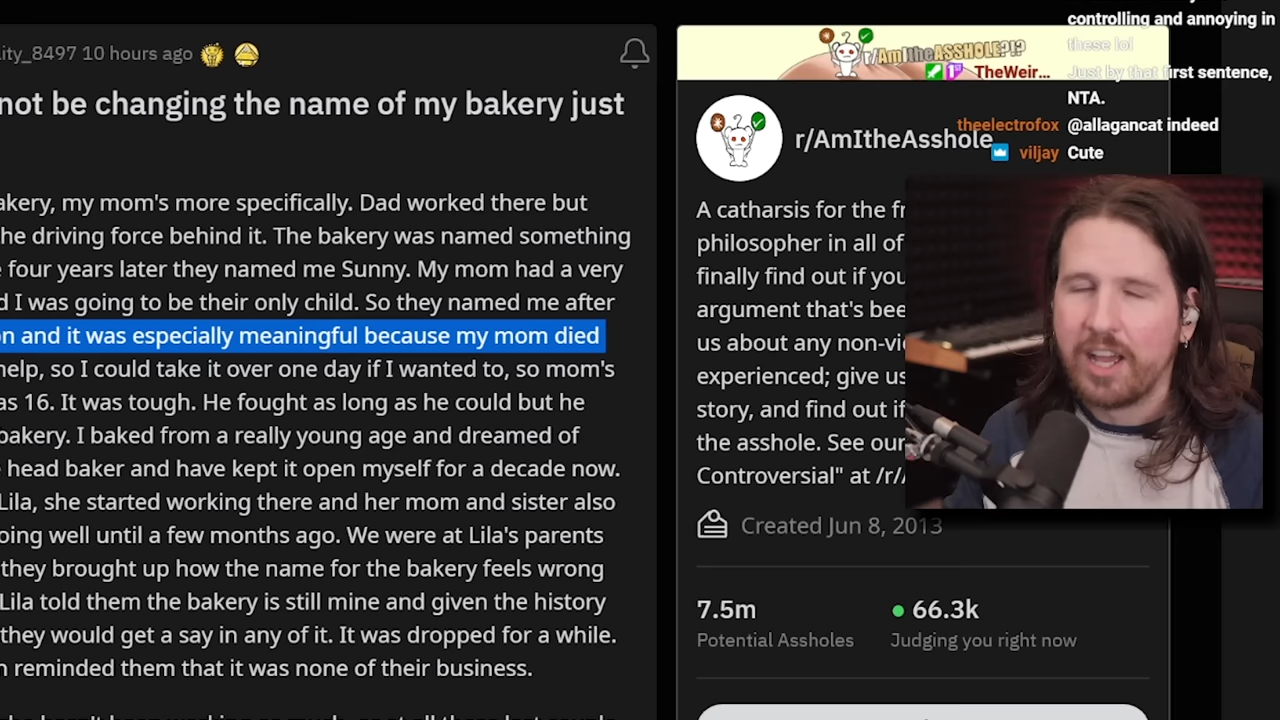 ity_8497 10 hours ago
not be changing the name of my bakery just
akery, my mom's more specifically. Dad worked there but
he driving force behind it. The bakery was named something
four years later they named me Sunny. My mom had a very
d I was going to be their only child. So they named me after
on and it was especially meaningful because my mom died
help, so I could take it over one day if I wanted to, so mom's
as 16. It was tough. He fought as long as he could but he
bakery. I baked from a really young age and dreamed of
head baker and have kept it open myself for a decade now.
Lila, she started working there and her mom and sister also
oing well until a few months ago. We were at Lila's parents
they brought up how the name for the bakery feels wrong
Lila told them the bakery is still mine and given the history
they would get a say in any of it. It was dropped for a while.
n reminded them that it was none of their business.
r/AmItheASSHOLE?!?
r/AmItheAsshole
A catharsis for the fr
philosopher in all of
finally find out if you
argument that's bee
us about any non-vi
experienced; give us
story, and find out if
the asshole. See our
Controversial" at /r/
Created Jun 8, 2013
7.5m
66.3k
Potential Assholes
Judging you right now
controlling and annoying in
these lol
TheWeir...
Just by that first sentence,
NTA.
theelectrofox @allagancat indeed
viljay Cute